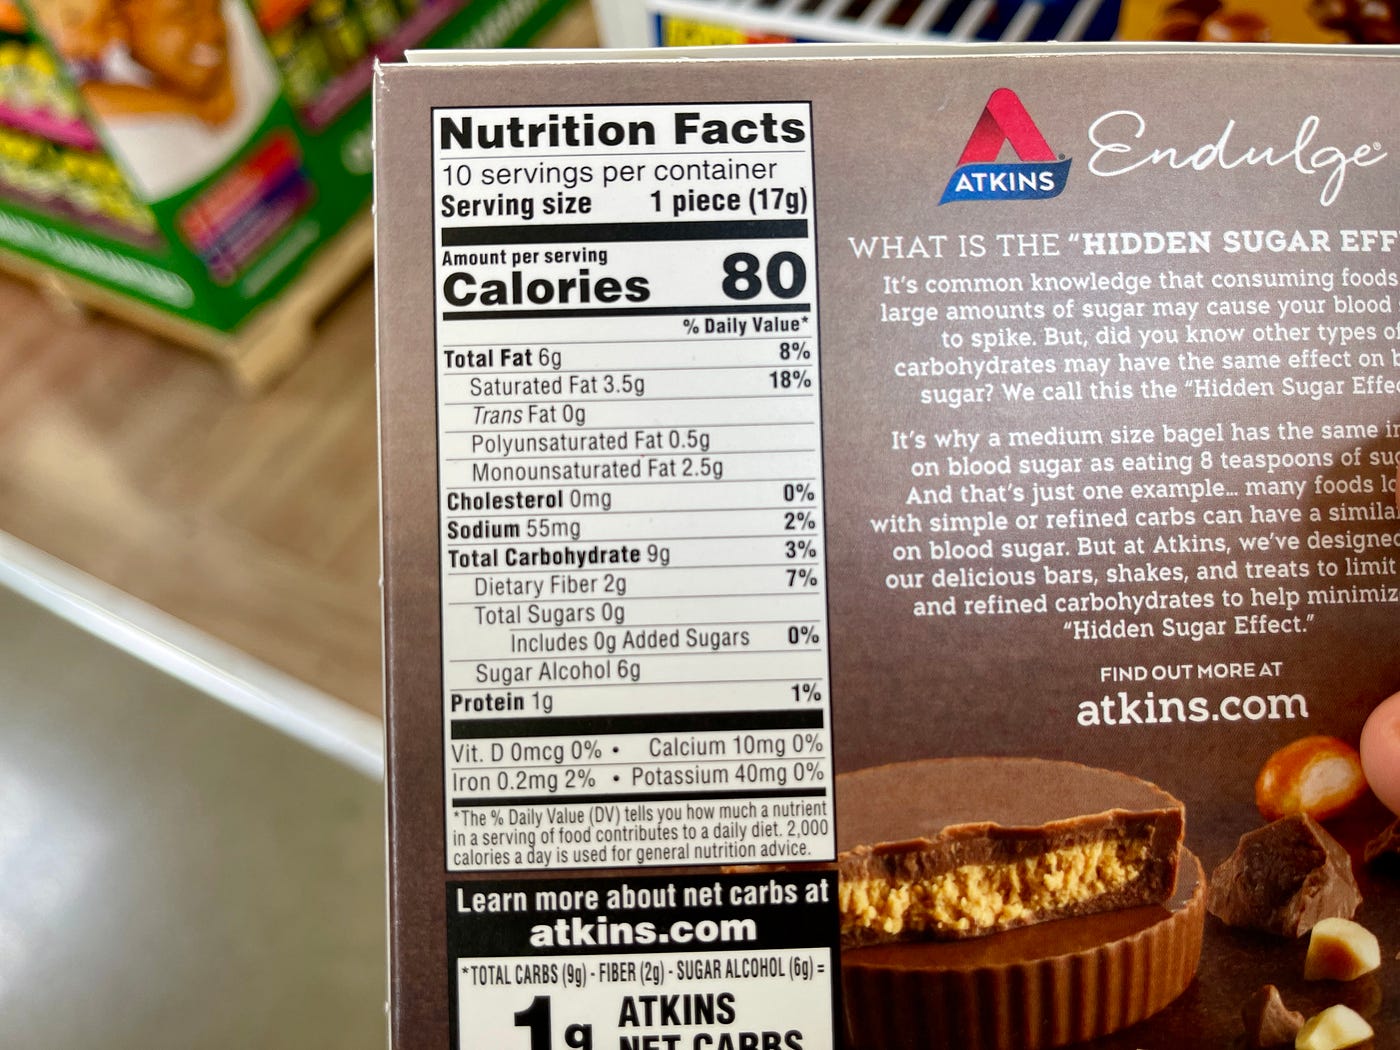 Nutrition Facts
10 servings per container
Serving size 1 piece (17g)
Amount per serving
Calories 80
% Daily Value*
Total Fat 6g 8%
Saturated Fat 3.5g 18%
Trans Fat 0g
Polyunsaturated Fat 0.5g
Monounsaturated Fat 2.5g
Cholesterol 0mg 0%
Sodium 55mg 2%
Total Carbohydrate 9g 3%
Dietary Fiber 2g 7%
Total Sugars 0g
Includes 0g Added Sugars 0%
Sugar Alcohol 6g
Protein 1g 1%
Vit. D 0mcg 0% • Calcium 10mg 0%
Iron 0.2mg 2% • Potassium 40mg 0%
*The % Daily Value (DV) tells you how much a nutrient
in a serving of food contributes to a daily diet. 2,000
calories a day is used for general nutrition advice.
Learn more about net carbs at
atkins.com
*TOTAL CARBS (9g) - FIBER (2g) - SUGAR ALCOHOL (6g) =
1g ATKINS
NET CARBS
ATKINS®
Endulge®
WHAT IS THE “HIDDEN SUGAR EFF
It’s common knowledge that consuming foods
large amounts of sugar may cause your blood
to spike. But, did you know other types of
carbohydrates may have the same effect on
sugar? We call this the “Hidden Sugar Effec
It’s why a medium size bagel has the same
on blood sugar as eating 8 teaspoons of
And that’s just one example... many foods
with simple or refined carbs can have a simila
on blood sugar. But at Atkins, we’ve designed
our delicious bars, shakes, and treats to limit
and refined carbohydrates to help minimiz
“Hidden Sugar Effect.”
FIND OUT MORE AT
atkins.com